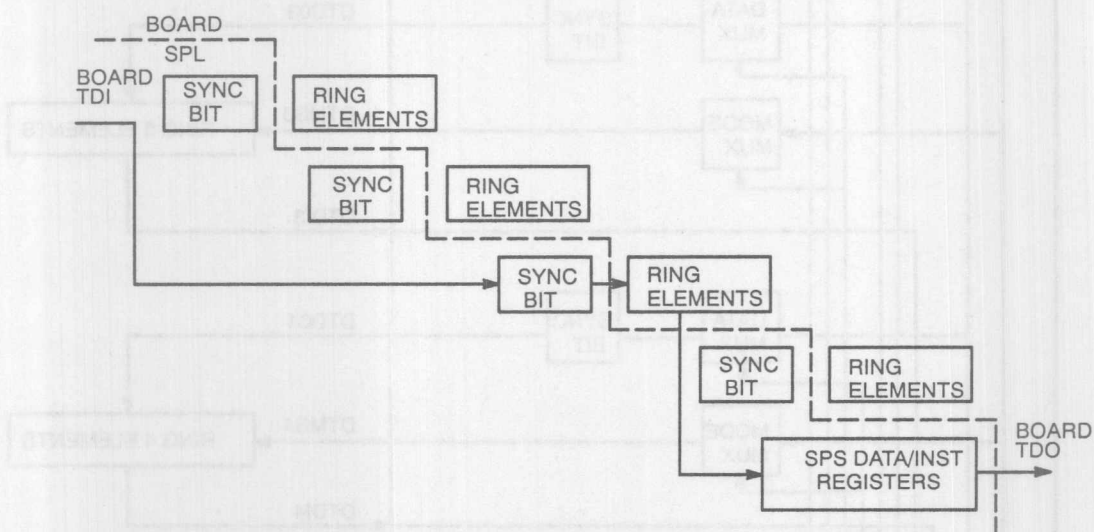 BOARD
SPL
BOARD
TDI
SYNC
BIT
RING
ELEMENTS
SYNC
BIT
RING
ELEMENTS
SYNC
BIT
RING
ELEMENTS
SYNC
BIT
RING
ELEMENTS
SPS DATA/INST
REGISTERS
BOARD
TDO